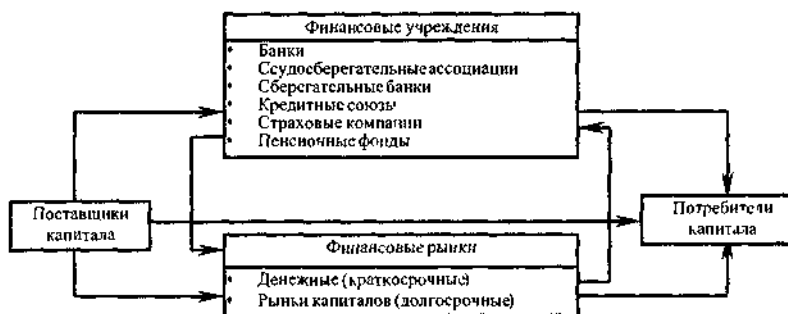 Финансовые учреждения
• Банки
• Ссудосберегательные ассоциации
• Сберегательные банки
• Кредитные союзы
• Страховые компании
• Пенсионные фонды
Поставщики
капитала
Потребители
капитала
Финансовые рынки
• Денежные (краткосрочные)
• Рынки капиталов (долгосрочные)